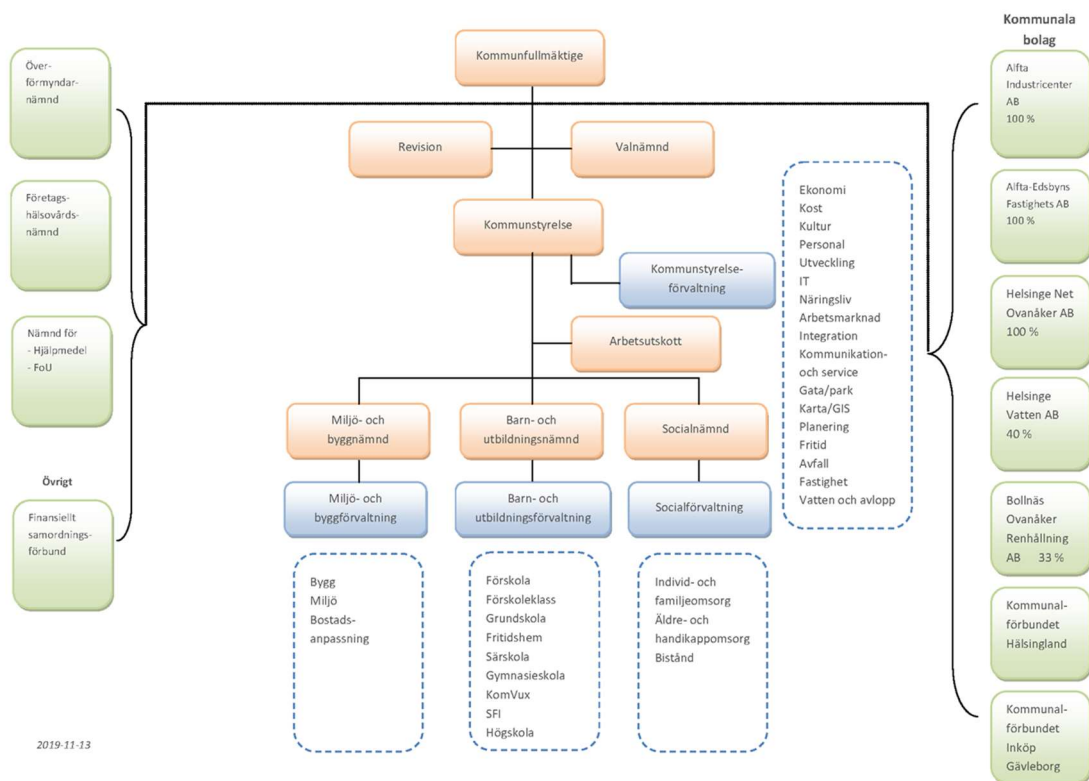 Kommunfullmäktige
Revision
Valnämnd
Kommunstyrelse
Kommunstyrelse-
förvaltning
Arbetsutskott
Miljö- och
byggnämnd
Barn- och
utbildningsnämnd
Socialnämnd
Miljö- och
byggförvaltning
Barn- och
utbildningsförvaltning
Socialförvaltning
Bygg
Miljö
Bostads-
anpassning
Förskola
Förskoleklass
Grundskola
Fritidshem
Särskola
Gymnasieskola
KomVux
SFI
Högskola
Individ- och
familjeomsorg
Äldre- och
handikappomsorg
Bistånd
Ekonomi
Kost
Kultur
Personal
Utveckling
IT
Näringsliv
Arbetsmarknad
Integration
Kommunikation-
och service
Gata/park
Karta/GIS
Planering
Fritid
Avfall
Fastighet
Vatten och avlopp
Över-
förmyndar-
nämnd
Företags-
hälsovårds-
nämnd
Nämnd för
- Hjälpmedel
- FoU
Övrigt
Finansiellt
samordnings-
förbund
Kommunala
bolag
Alfta
Industricenter
AB
100 %
Alfta-Edsbyns
Fastighets AB
100 %
Helsinge Net
Ovanåker AB
100 %
Helsinge
Vatten AB
40 %
Bollnäs
Ovanåker
Renhållning
AB 33 %
Kommunal-
förbundet
Hälsingland
Kommunal-
förbundet
Inköp
Gävleborg
2019-11-13